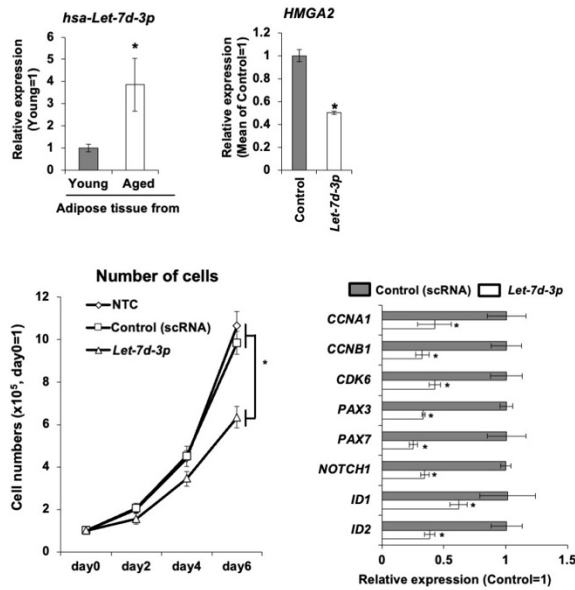 hsa-Let-7d-3p
Relative expression
(Young=1)
7
6
5
4
3
2
1
0
*
Young Aged
Adipose tissue from
HMGA2
Relative expression
(Mean of Control=1)
1.2
1
0.8
0.6
0.4
0.2
0
*
Control
Let-7d-3p
Number of cells
Cell numbers (x10⁵, day0=1)
12
10
8
6
4
2
0
NTC
Control (scRNA)
Let-7d-3p
*
day0 day2 day4 day6
Control (scRNA) Let-7d-3p
CCNA1 *
CCNB1 *
CDK6 *
PAX3 *
PAX7 *
NOTCH1 *
ID1 *
ID2 *
0 0.5 1 1.5
Relative expression (Control=1)